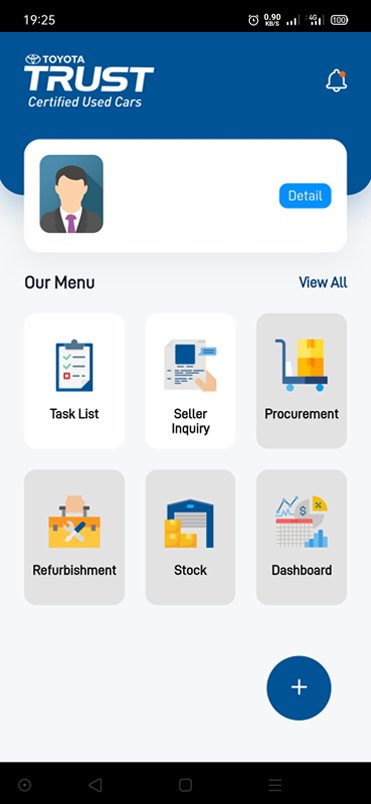 19:25
0.90
KB/S
4G
100
TOYOTA
TRUST
Certified Used Cars
Detail
Our Menu
View All
Task List
Seller
Inquiry
Procurement
Refurbishment
Stock
Dashboard